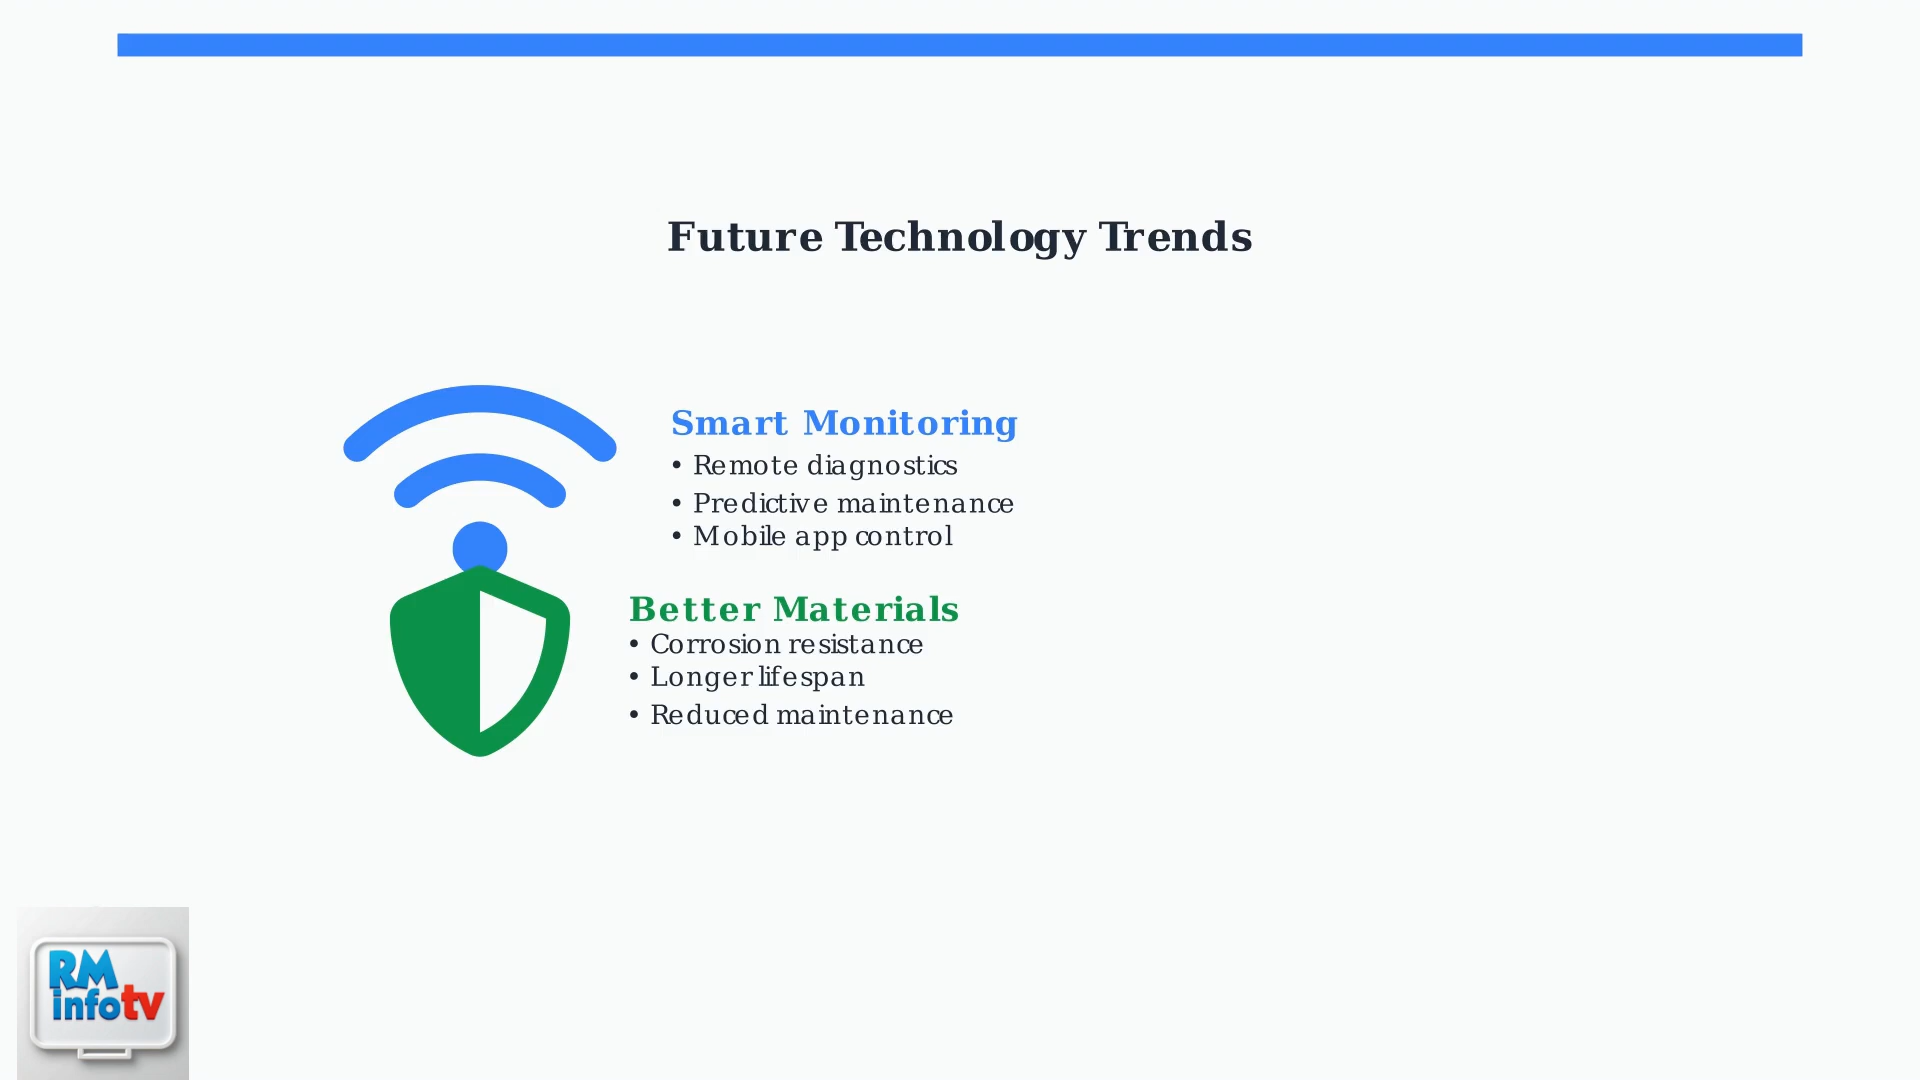 Future Technology Trends
Smart Monitoring
• Remote diagnostics
• Predictive maintenance
• Mobile app control
Better Materials
• Corrosion resistance
• Longer lifespan
• Reduced maintenance
RM
infotv